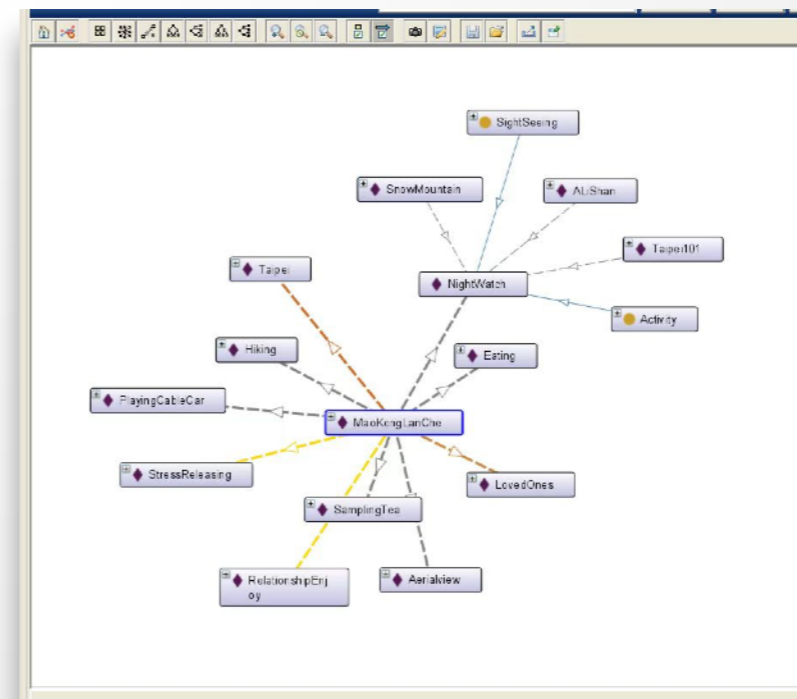 SightSeeing
SnowMountain
ALiShan
Taipei101
Taipei
NightWatch
Activity
Hiking
Eating
PlayingCableCar
MaoKongLanChe
StressReleasing
LovedOnes
SamplingTea
RelationshipEnj
oy
Aerialview